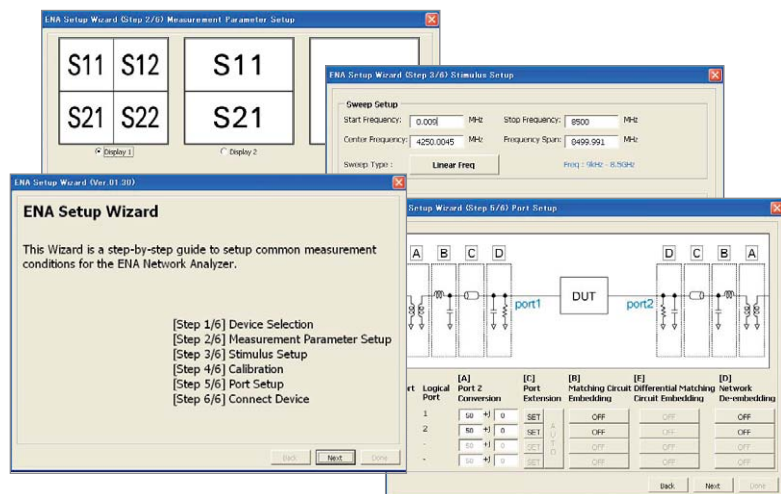 ENA Setup Wizard (Step 2/6) Measurement Parameter Setup
S11 S12
S21 S22
S11
S21
Display 1
Display 2
ENA Setup Wizard (Step 3/6) Stimulus Setup
Sweep Setup
Start Frequency: 0.009 MHz Stop Frequency: 8500 MHz
Center Frequency: 4250.0045 MHz Frequency Span: 8499.991 MHz
Sweep Type : Linear Freq Freq : 9kHz - 8.5GHz
ENA Setup Wizard (Ver.01.30)
ENA Setup Wizard
This Wizard is a step-by-step guide to setup common measurement
conditions for the ENA Network Analyzer.
[Step 1/6] Device Selection
[Step 2/6] Measurement Parameter Setup
[Step 3/6] Stimulus Setup
[Step 4/6] Calibration
[Step 5/6] Port Setup
[Step 6/6] Connect Device
Back Next Done
Setup Wizard (Step 5/6) Port Setup
A B C D D C B A
port1 DUT port2
[A] [C] [B] [E] [D]
rt Logical Port Z Port Matching Circuit Differential Matching Network
Port Conversion Extension Embedding Circuit Embedding De-embedding
1 50 +j 0 SET OFF OFF OFF
2 50 +j 0 SET OFF OFF OFF
- 50 +j 0 SET OFF OFF OFF
- 50 +j 0 SET OFF OFF OFF
AUTO
Back Next Done